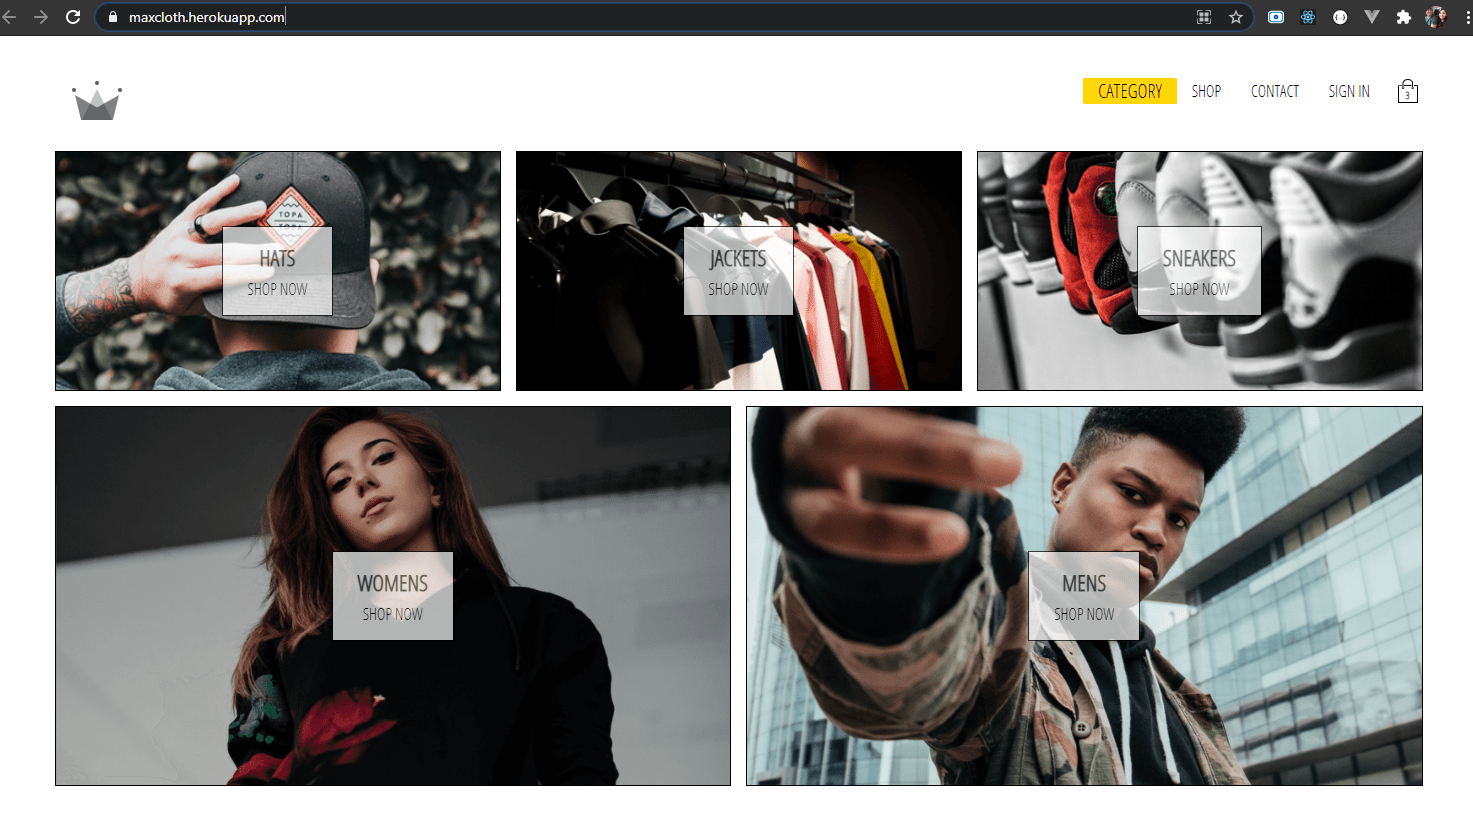 maxcloth.herokuapp.com
CATEGORY SHOP CONTACT SIGN IN 3
TOPA
TOPA
HATS
SHOP NOW
JACKETS
SHOP NOW
SNEAKERS
SHOP NOW
WOMENS
SHOP NOW
MENS
SHOP NOW